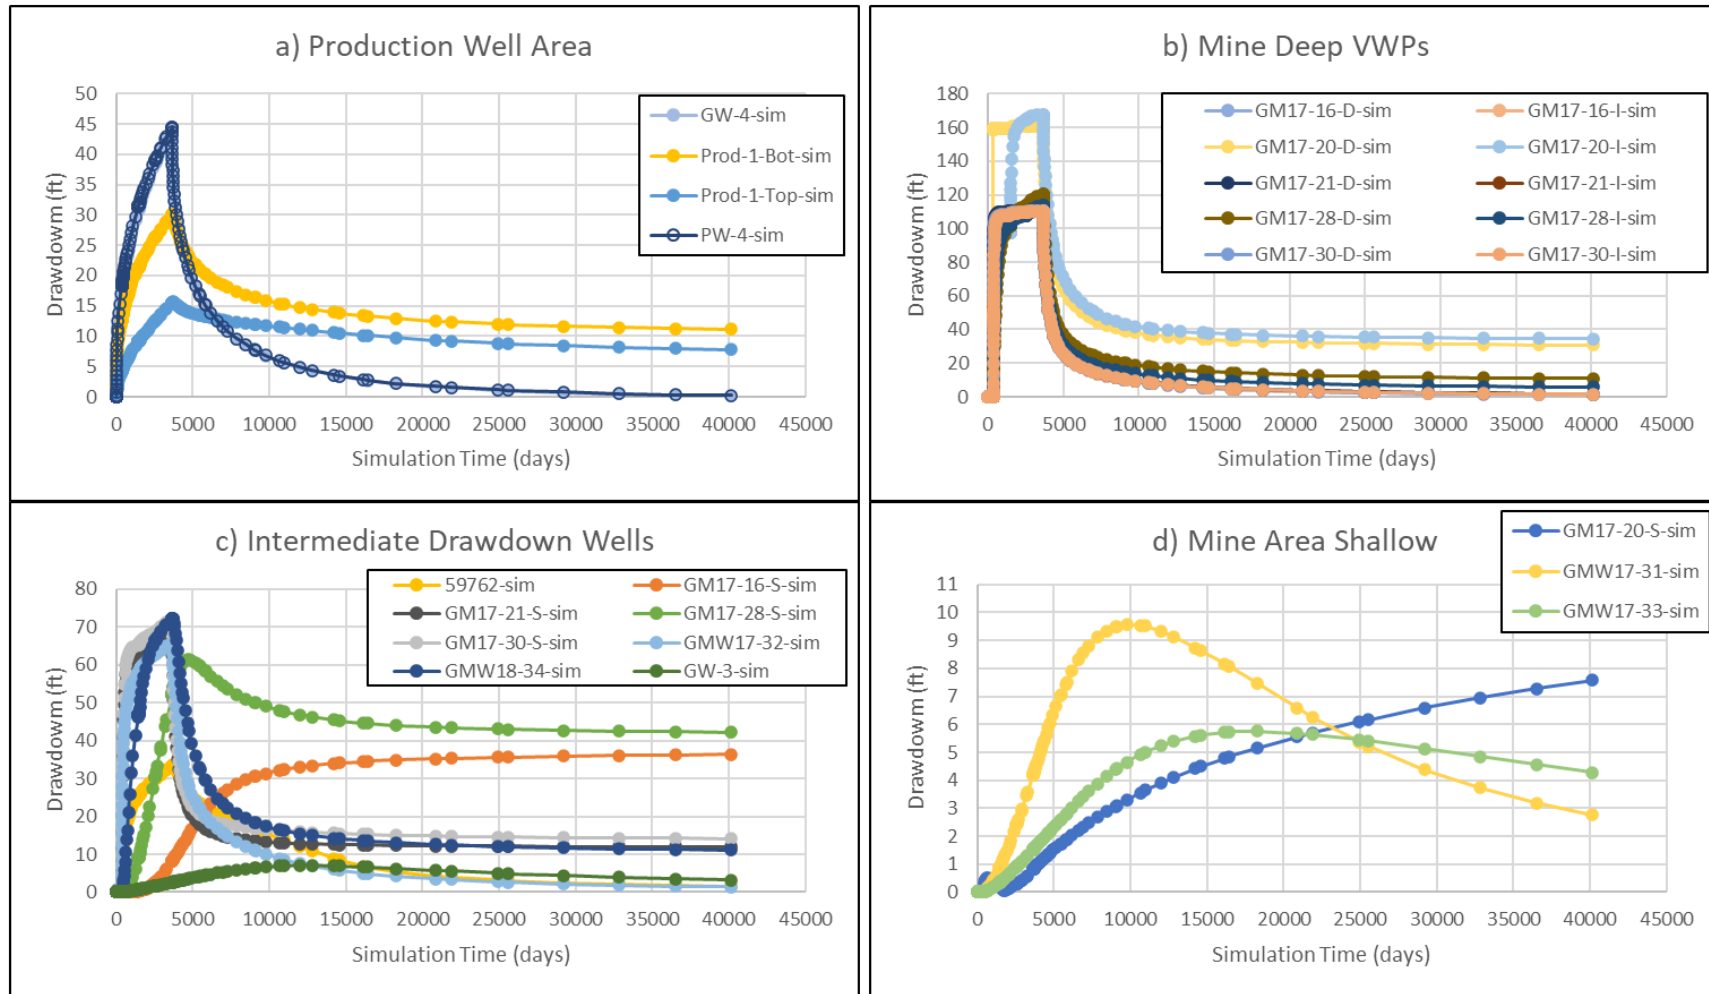 a) Production Well Area
Drawdowm (ft)
50
45
40
35
30
25
20
15
10
5
0
GW-4-sim
Prod-1-Bot-sim
Prod-1-Top-sim
PW-4-sim
0 5000 10000 15000 20000 25000 30000 35000 40000 45000
Simulation Time (days)
b) Mine Deep VWPs
Drawdowm (ft)
180
160
140
120
100
80
60
40
20
0
GM17-16-D-sim GM17-16-I-sim
GM17-20-D-sim GM17-20-I-sim
GM17-21-D-sim GM17-21-I-sim
GM17-28-D-sim GM17-28-I-sim
GM17-30-D-sim GM17-30-I-sim
0 5000 10000 15000 20000 25000 30000 35000 40000 45000
Simulation Time (days)
c) Intermediate Drawdown Wells
Drawdowm (ft)
80
70
60
50
40
30
20
10
0
59762-sim GM17-16-S-sim
GM17-21-S-sim GM17-28-S-sim
GM17-30-S-sim GMW17-32-sim
GMW18-34-sim GW-3-sim
0 5000 10000 15000 20000 25000 30000 35000 40000 45000
Simulation Time (days)
d) Mine Area Shallow
Drawdowm (ft)
11
10
9
8
7
6
5
4
3
2
1
0
GM17-20-S-sim
GMW17-31-sim
GMW17-33-sim
0 5000 10000 15000 20000 25000 30000 35000 40000 45000
Simulation Time (days)